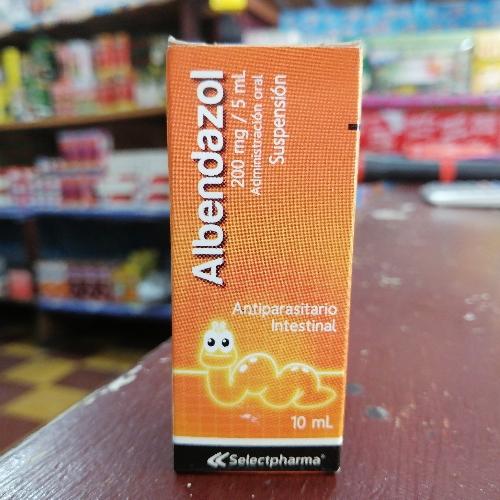 Albendazol
200 mg / 5 mL
Administración oral
Suspensión
Antiparasitario
Intestinal
10 mL
Selectpharma®